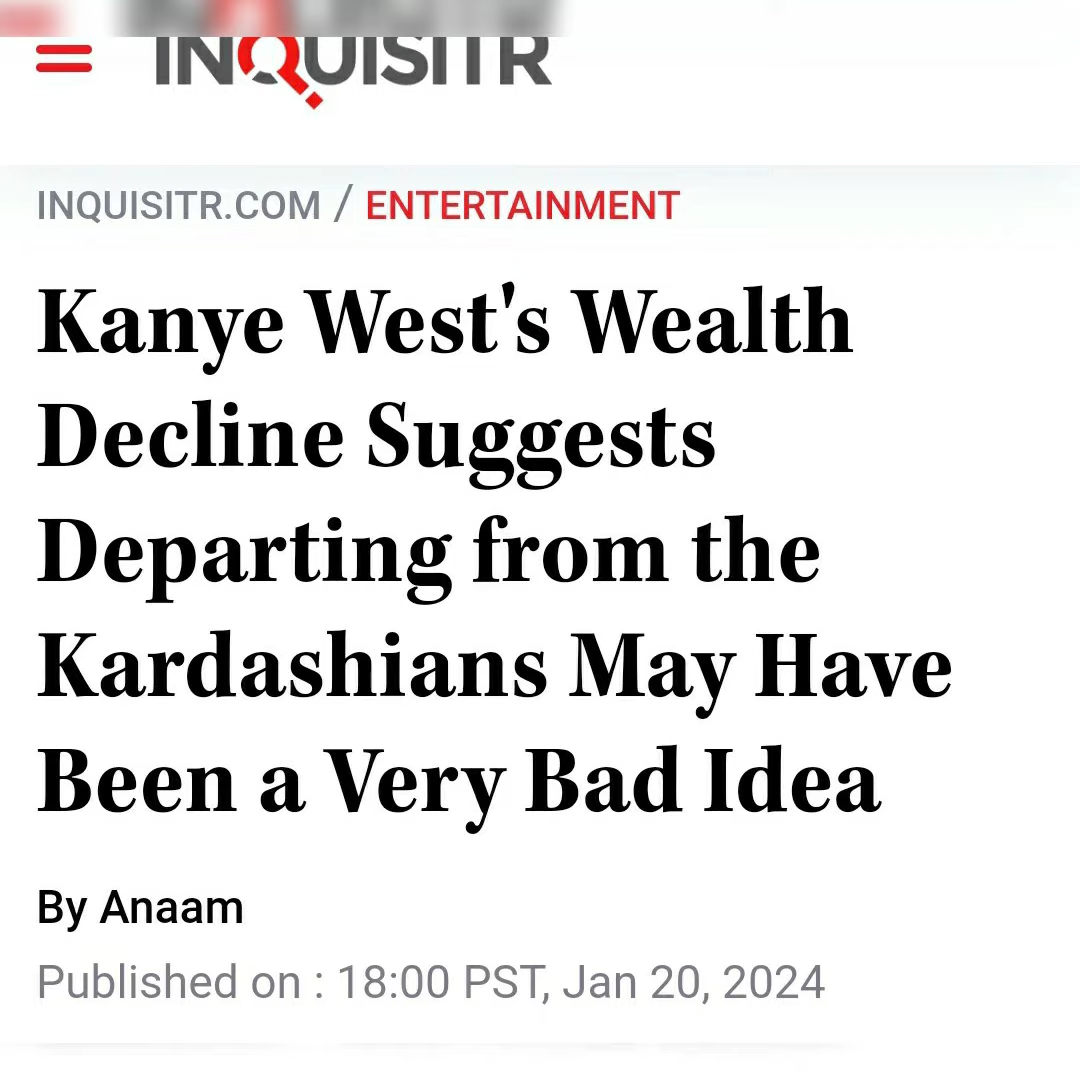 INQUISITR
INQUISITR.COM / ENTERTAINMENT
Kanye West's Wealth
Decline Suggests
Departing from the
Kardashians May Have
Been a Very Bad Idea
By Anaam
Published on : 18:00 PST, Jan 20, 2024